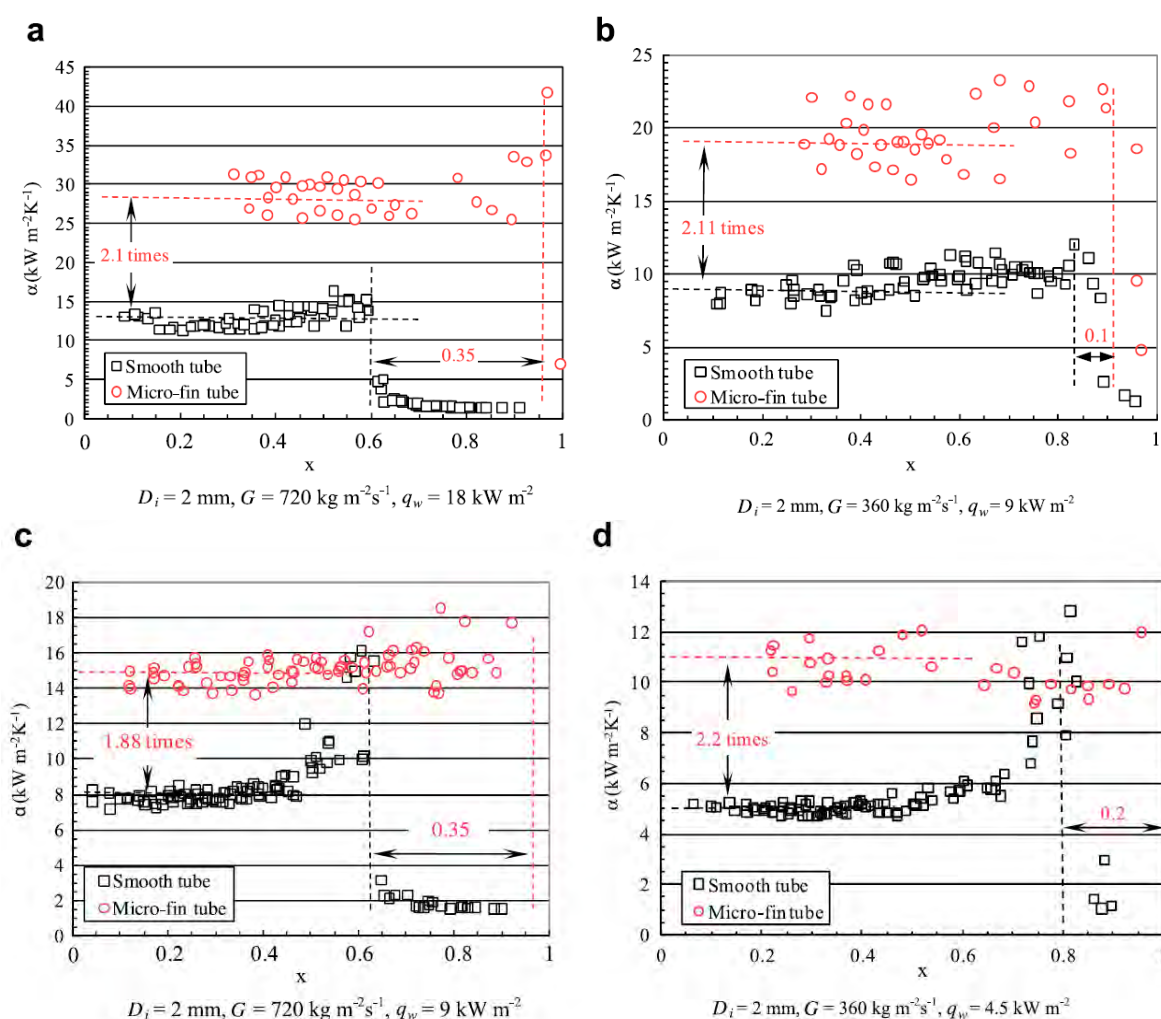 a
α (kW m⁻²K⁻¹)
45
40
35
30
25
20
15
10
5
0
2.1 times
0.35
Smooth tube
Micro-fin tube
0 0.2 0.4 0.6 0.8 1
x
Dᵢ = 2 mm, G = 720 kg m⁻²s⁻¹, q_w = 18 kW m⁻²
b
α (kW m⁻²K⁻¹)
25
20
15
10
5
0
2.11 times
0.1
Smooth tube
Micro-fin tube
0 0.2 0.4 0.6 0.8 1
x
Dᵢ = 2 mm, G = 360 kg m⁻²s⁻¹, q_w = 9 kW m⁻²
c
α (kW m⁻²K⁻¹)
20
18
16
14
12
10
8
6
4
2
0
1.88 times
0.35
Smooth tube
Micro-fin tube
0 0.2 0.4 0.6 0.8 1
x
Dᵢ = 2 mm, G = 720 kg m⁻²s⁻¹, q_w = 9 kW m⁻²
d
α (kW m⁻²K⁻¹)
14
12
10
8
6
4
2
0
2.2 times
0.2
Smooth tube
Micro-fin tube
0 0.2 0.4 0.6 0.8 1
x
Dᵢ = 2 mm, G = 360 kg m⁻²s⁻¹, q_w = 4.5 kW m⁻²